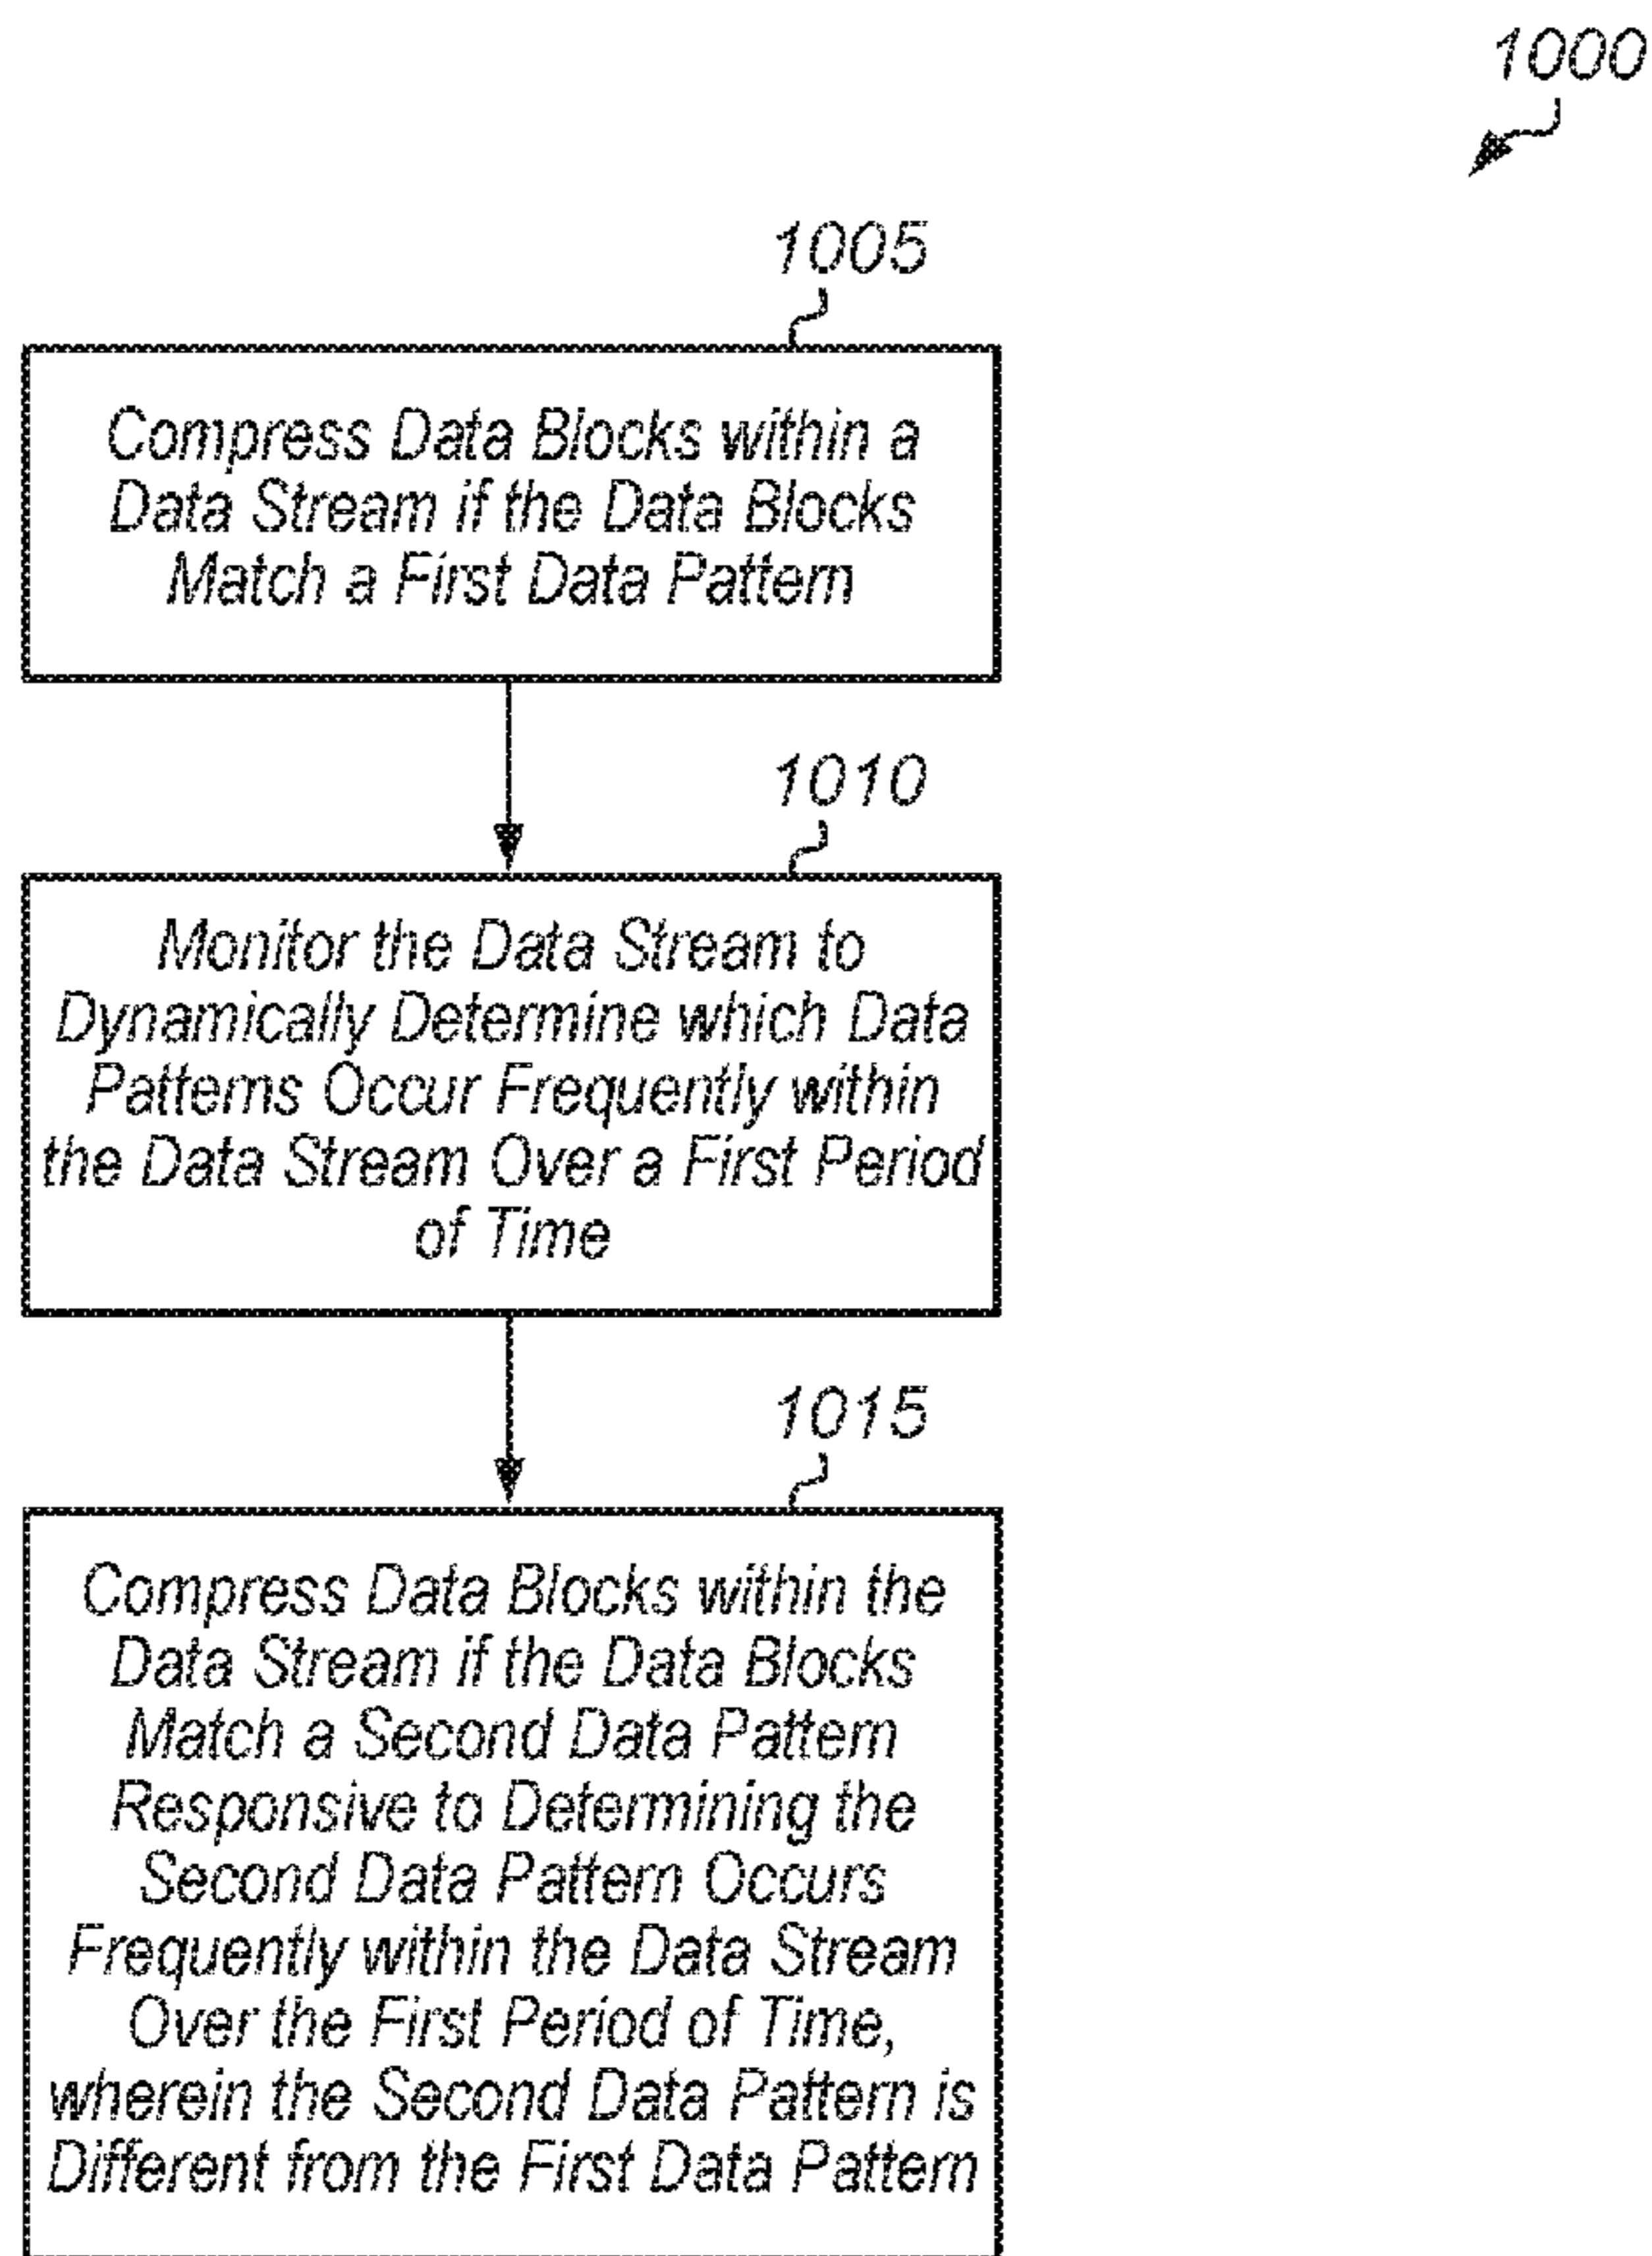 1000
1005
Compress Data Blocks within a
Data Stream if the Data Blocks
Match a First Data Pattern
1010
Monitor the Data Stream to
Dynamically Determine which Data
Patterns Occur Frequently within
the Data Stream Over a First Period
of Time
1015
Compress Data Blocks within the
Data Stream if the Data Blocks
Match a Second Data Pattern
Responsive to Determining the
Second Data Pattern Occurs
Frequently within the Data Stream
Over the First Period of Time,
wherein the Second Data Pattern is
Different from the First Data Pattern